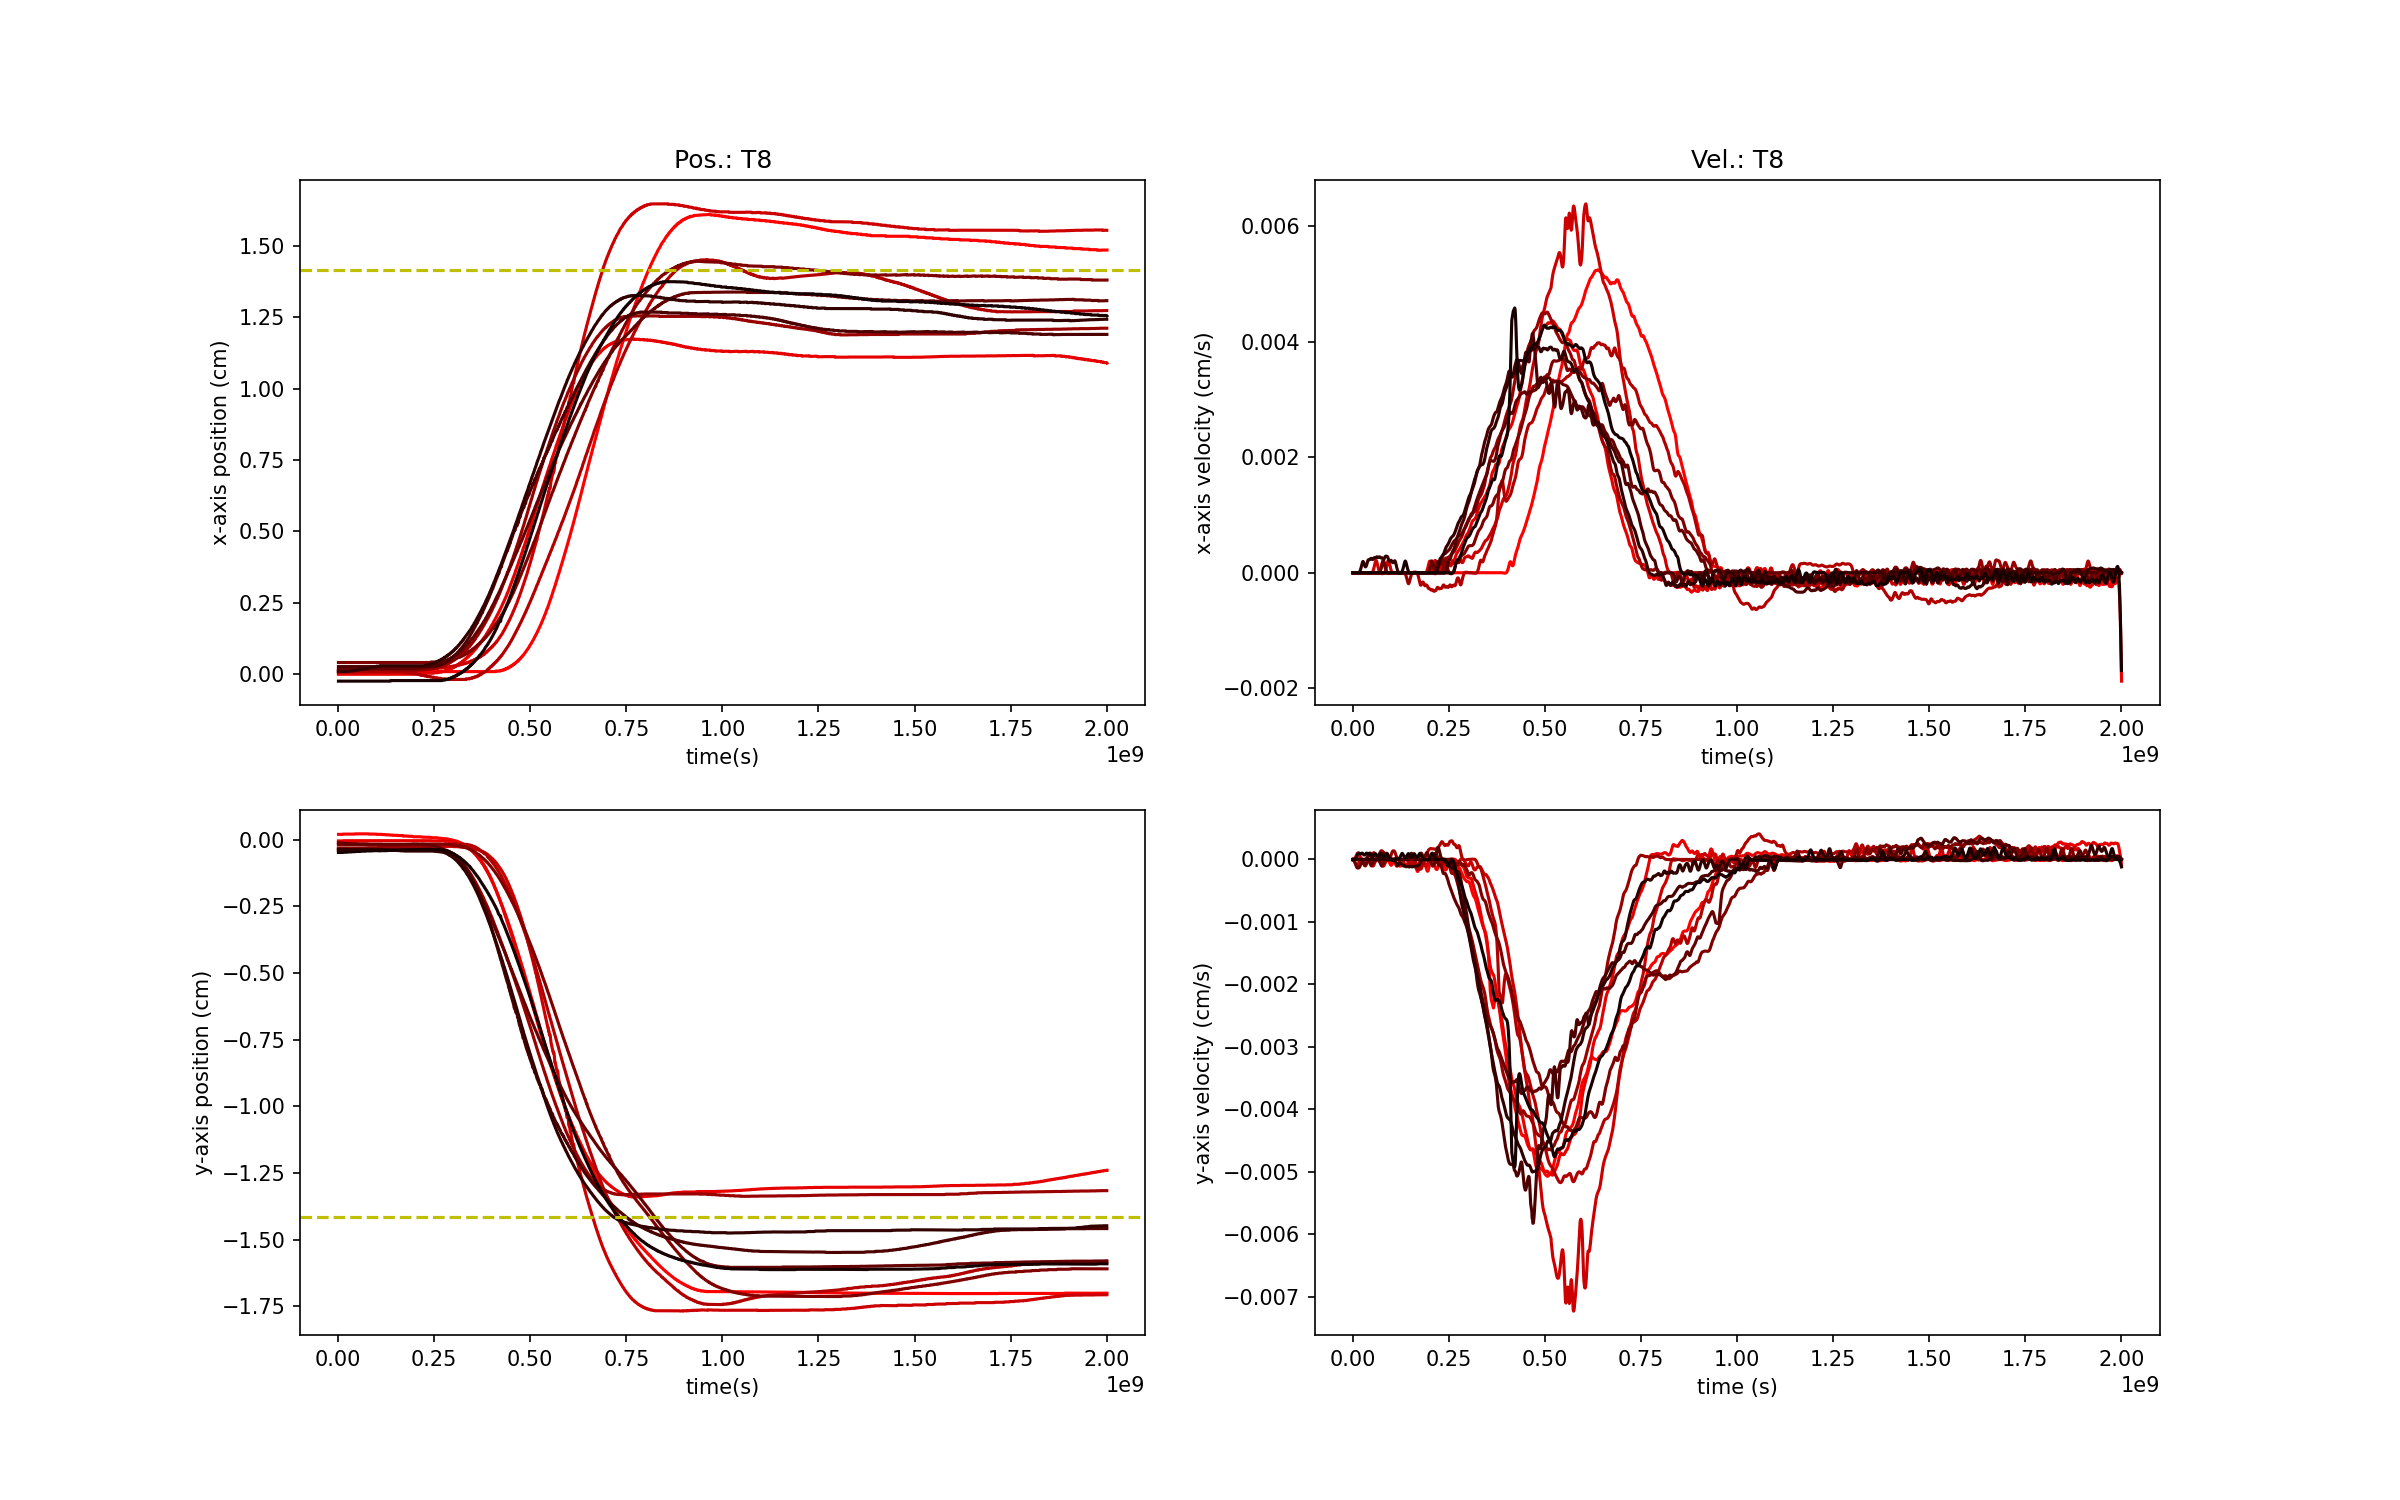 Pos.: T8
Vel.: T8
x-axis position (cm)
1.50
1.25
1.00
0.75
0.50
0.25
0.00
0.00 0.25 0.50 0.75 1.00 1.25 1.50 1.75 2.00
1e9
time(s)
x-axis velocity (cm/s)
0.006
0.004
0.002
0.000
−0.002
0.00 0.25 0.50 0.75 1.00 1.25 1.50 1.75 2.00
1e9
time(s)
y-axis position (cm)
0.00
−0.25
−0.50
−0.75
−1.00
−1.25
−1.50
−1.75
0.00 0.25 0.50 0.75 1.00 1.25 1.50 1.75 2.00
1e9
time(s)
y-axis velocity (cm/s)
0.000
−0.001
−0.002
−0.003
−0.004
−0.005
−0.006
−0.007
0.00 0.25 0.50 0.75 1.00 1.25 1.50 1.75 2.00
1e9
time (s)